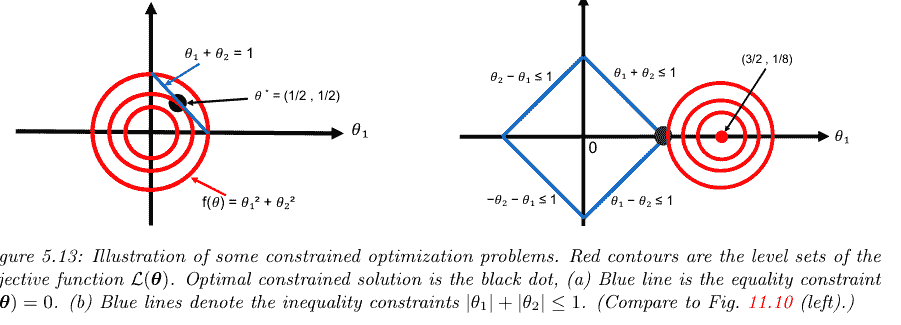 θ₁ + θ₂ = 1
θ* = (1/2 , 1/2)
θ₁
f(θ) = θ₁² + θ₂²
(3/2 , 1/8)
θ₂ − θ₁ ≤ 1
θ₁ + θ₂ ≤ 1
θ₁
0
−θ₂ − θ₁ ≤ 1
θ₁ − θ₂ ≤ 1
gure 5.13: Illustration of some constrained optimization problems. Red contours are the level sets of the
jective function 𝓛(𝜽). Optimal constrained solution is the black dot, (a) Blue line is the equality constraint
𝜽) = 0. (b) Blue lines denote the inequality constraints |θ₁| + |θ₂| ≤ 1. (Compare to Fig. 11.10 (left).)